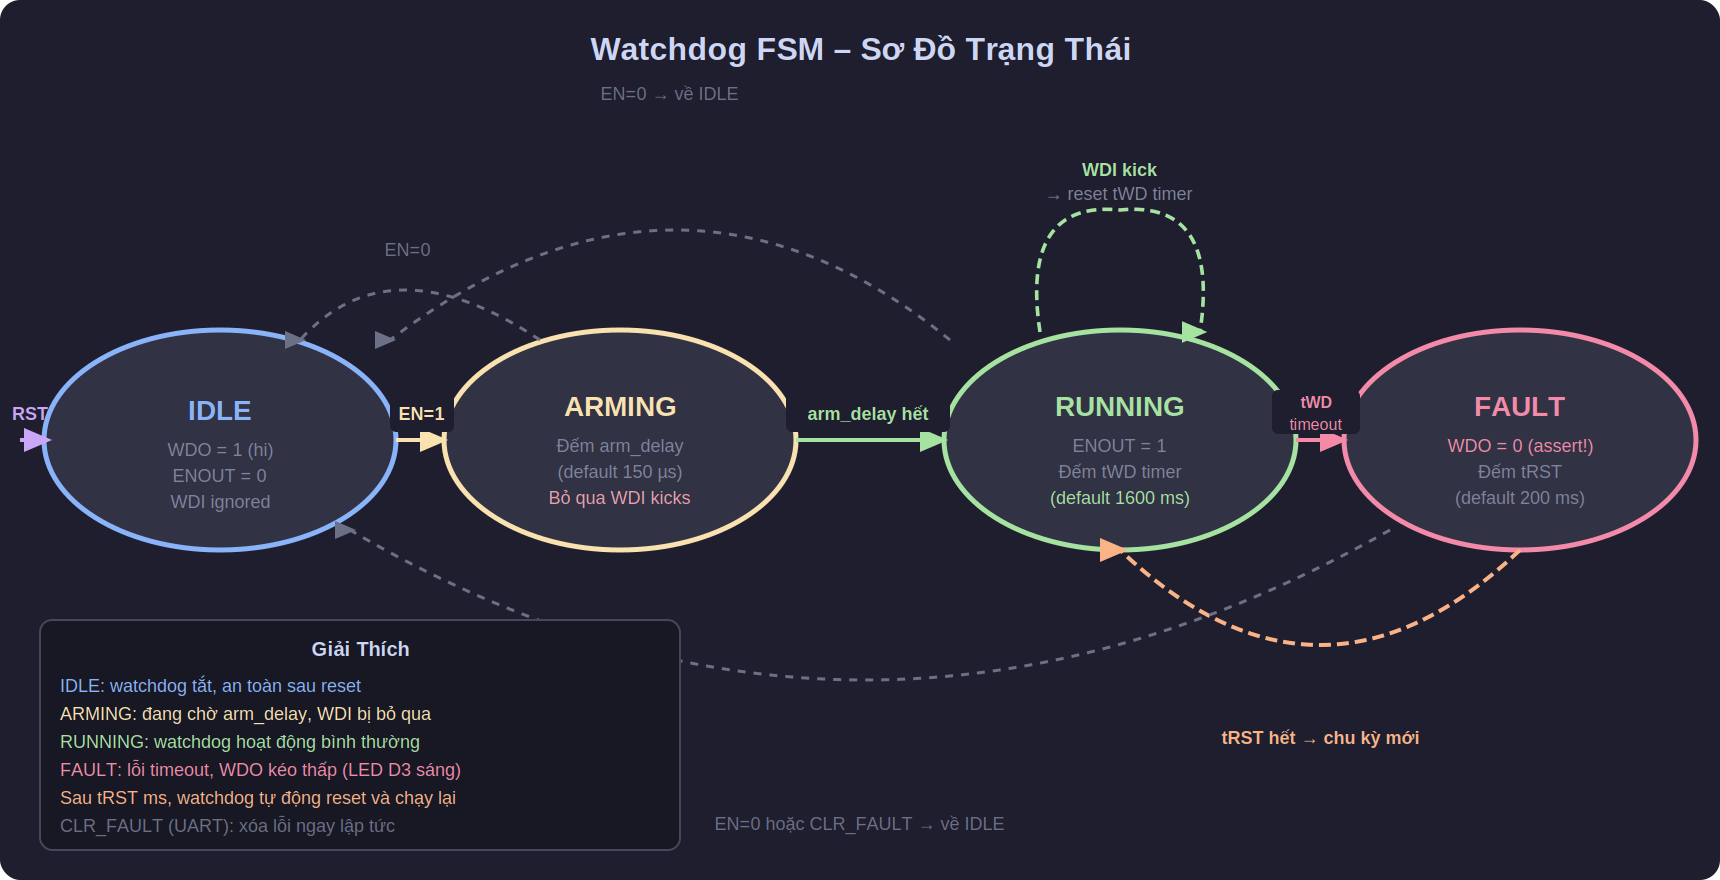 Watchdog FSM – Sơ Đồ Trạng Thái
EN=0 → về IDLE
WDI kick
→ reset tWD timer
EN=0
RST
IDLE
WDO = 1 (hi)
ENOUT = 0
WDI ignored
EN=1
ARMING
Đếm arm_delay
(default 150 µs)
Bỏ qua WDI kicks
arm_delay hết
RUNNING
ENOUT = 1
Đếm tWD timer
(default 1600 ms)
tWD
timeout
FAULT
WDO = 0 (assert!)
Đếm tRST
(default 200 ms)
Giải Thích
IDLE: watchdog tắt, an toàn sau reset
ARMING: đang chờ arm_delay, WDI bị bỏ qua
RUNNING: watchdog hoạt động bình thường
FAULT: lỗi timeout, WDO kéo thấp (LED D3 sáng)
Sau tRST ms, watchdog tự động reset và chạy lại
CLR_FAULT (UART): xóa lỗi ngay lập tức
tRST hết → chu kỳ mới
EN=0 hoặc CLR_FAULT → về IDLE